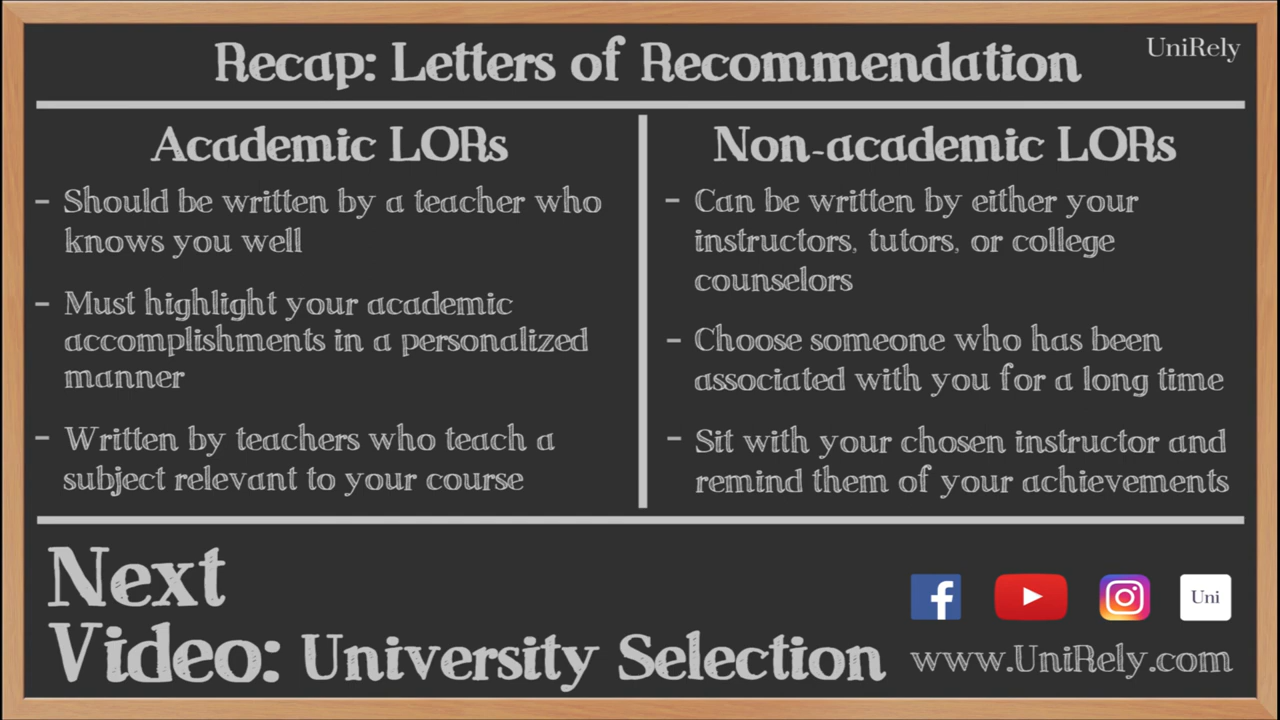 Recap: Letters of Recommendation
UniRely
Academic LORs
- Should be written by a teacher who
knows you well
- Must highlight your academic
accomplishments in a personalized
manner
- Written by teachers who teach a
subject relevant to your course
Non-academic LORs
- Can be written by either your
instructors, tutors, or college
counselors
- Choose someone who has been
associated with you for a long time
- Sit with your chosen instructor and
remind them of your achievements
Next
Video: University Selection
f
Uni
www.UniRely.com